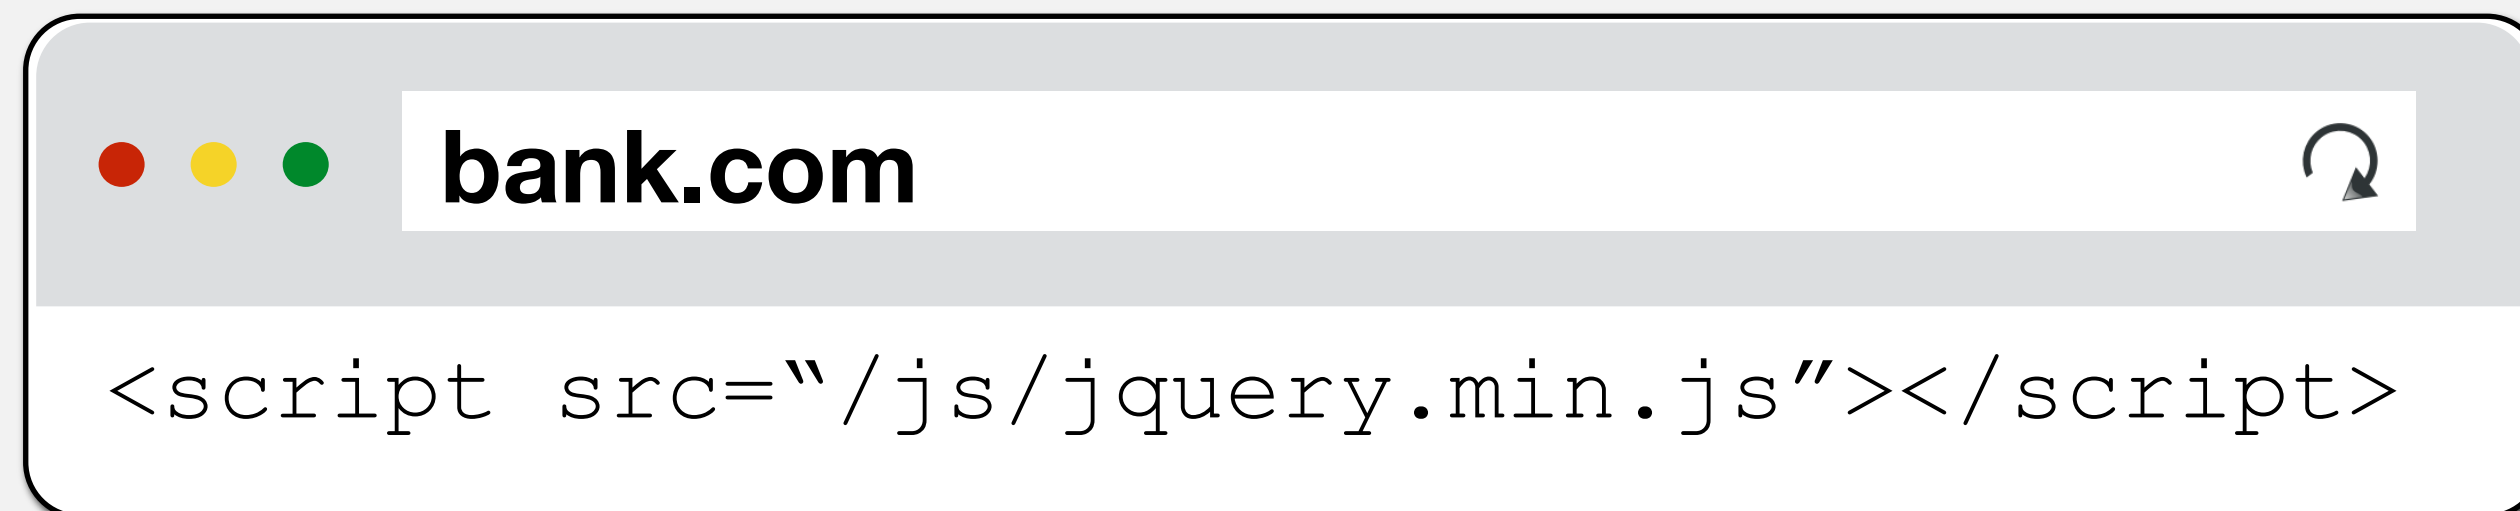 bank.com
<script src=“/js/jquery.min.js”></script>